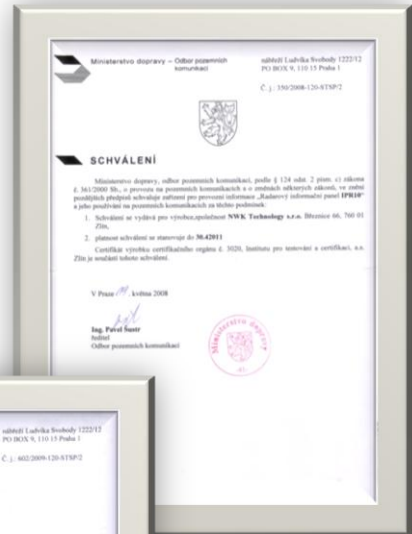 Ministerstvo dopravy – Odbor pozemních
komunikací
nábřeží Ludvíka Svobody 1222/12
PO BOX 9, 110 15 Praha 1
Č. j.: 350/2008-120-STSP/2
SCHVÁLENÍ
Ministerstvo dopravy, odbor pozemních komunikací, podle § 124 odst. 2 písm. c) zákona
č. 361/2000 Sb., o provozu na pozemních komunikacích a o změnách některých zákonů, ve znění
pozdějších předpisů schvaluje zařízení pro provozní informace „Radarový informační panel IPR10“
a jeho používání na pozemních komunikacích za těchto podmínek:
1. Schválení se vydává pro výrobce,společnost NWK Technology s.r.o. Březnice 66, 760 01
Zlín,
2. platnost schválení se stanovuje do 30.42011
Certifikát výrobku certifikačního orgánu č. 3020, Institutu pro testování a certifikaci, a.s.
Zlín je součástí tohoto schválení.
V Praze května 2008
Ing. Pavel Šustr
ředitel
Odbor pozemních komunikací
Ministerstvo dopravy
nábřeží Ludvíka Svobody 1222/12
PO BOX 9, 110 15 Praha 1
Č. j.: 602/2009-120-STSP/2